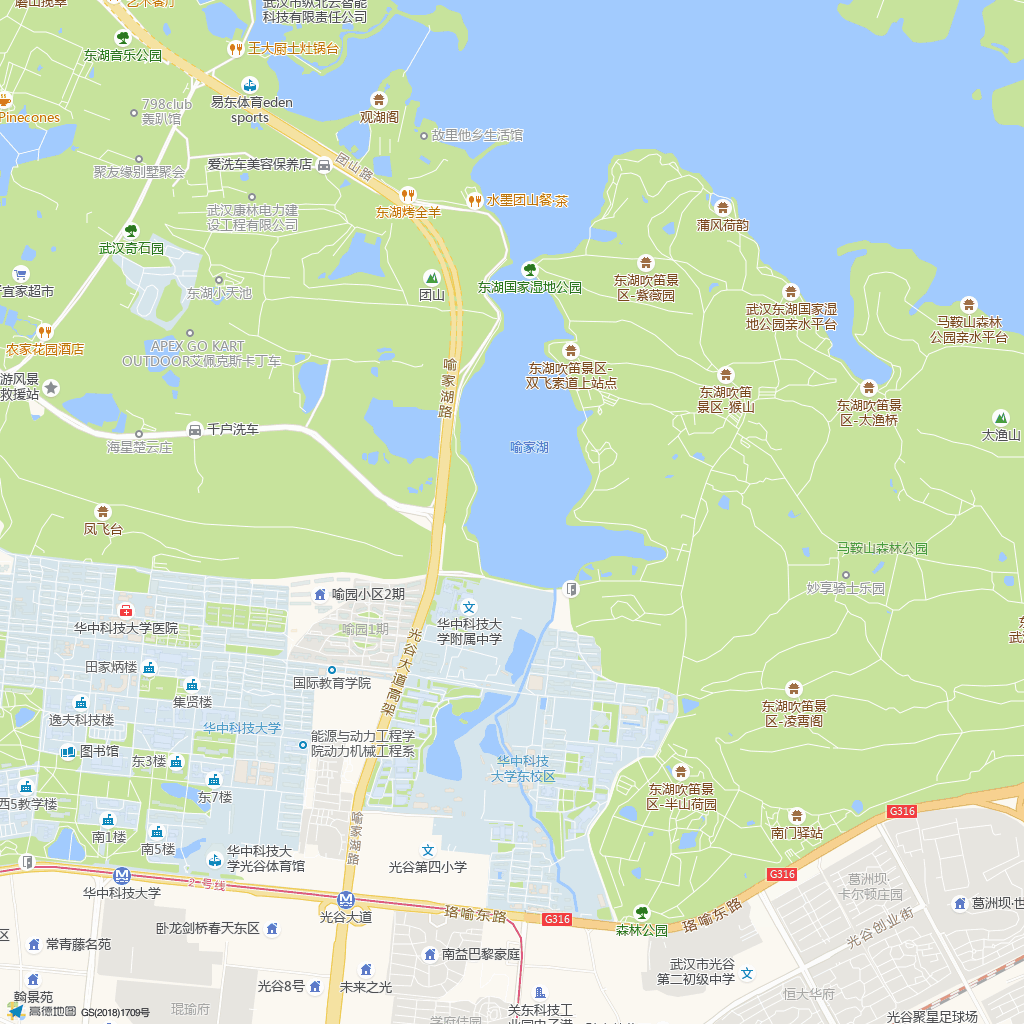 磨山揽翠
艺术餐厅
武汉市纵北云智能
科技有限责任公司
东湖音乐公园
王大厨土灶锅台
易东体育eden
sports
观湖阁
Pinecones
798club
轰趴馆
故里他乡生活馆
聚友缘别墅聚会
爱洗车美容保养店
团山路
武汉康林电力建
设工程有限公司
东湖烤全羊
水墨团山餐·茶
蒲风荷韵
武汉奇石园
宜家超市
东湖小天池
团山
东湖国家湿地公园
东湖吹笛景
区-紫薇园
武汉东湖国家湿
地公园亲水平台
马鞍山森林
公园亲水平台
农家花园酒店
APEX GO KART
OUTDOOR艾佩克斯卡丁车
喻家湖路
东湖吹笛景区-
双飞索道上站点
东湖吹笛
景区-猴山
东湖吹笛景
区-太渔桥
游风景
救援站
千户洗车
海星楚云庄
喻家湖
太渔山
凤飞台
马鞍山森林公园
妙享骑士乐园
喻园小区2期
喻园1期
华中科技大
学附属中学
华中科技大学医院
光谷大道高架
田家炳楼
集贤楼
国际教育学院
逸夫科技楼
华中科技大学
能源与动力工程学
院动力机械工程系
图书馆
东3楼
东7楼
西5教学楼
南1楼
南5楼
华中科技
大学东校区
东湖吹笛景
区-凌霄阁
东湖吹笛景
区-半山荷园
南门驿站
G316
喻家湖路
华中科技大
学光谷体育馆
光谷第四小学
2号线
华中科技大学
光谷大道
珞喻东路
G316
G316
珞喻东路
森林公园
葛洲坝·
卡尔顿庄园
葛洲坝·世
光谷创业街
卧龙剑桥春天东区
常青藤名苑
南益巴黎豪庭
武汉市光谷
第二初级中学
翰景苑
光谷8号
未来之光
琨瑜府
学府佳园
关东科技工
业园电子港
恒大华府
光谷聚星足球场
高德地图 GS(2018)1709号